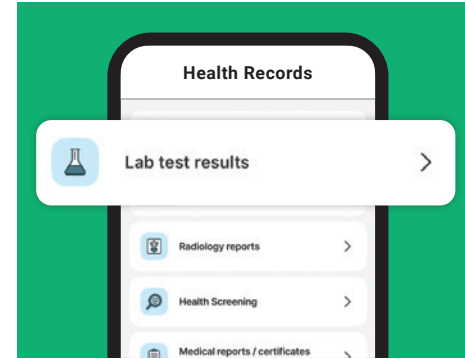 Health Records
Lab test results
Radiology reports
Health Screening
Medical reports / certificates